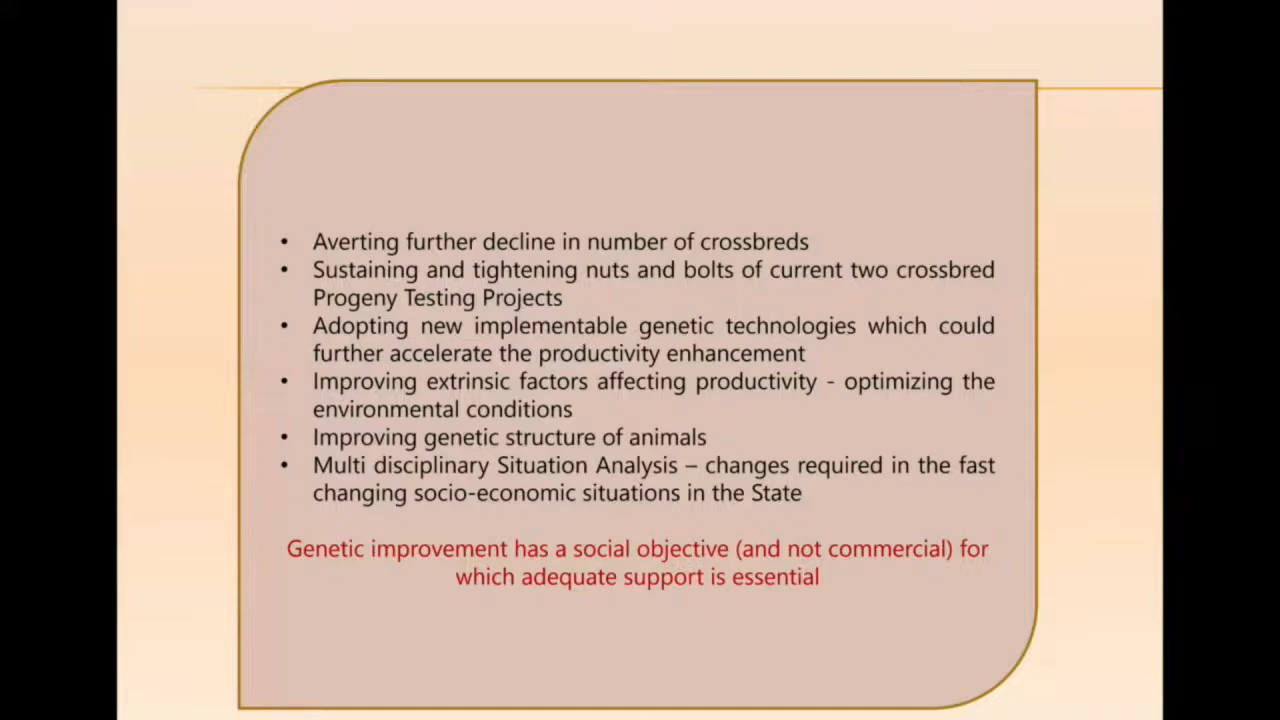 • Averting further decline in number of crossbreds
• Sustaining and tightening nuts and bolts of current two crossbred
Progeny Testing Projects
• Adopting new implementable genetic technologies which could
further accelerate the productivity enhancement
• Improving extrinsic factors affecting productivity - optimizing the
environmental conditions
• Improving genetic structure of animals
• Multi disciplinary Situation Analysis – changes required in the fast
changing socio-economic situations in the State
Genetic improvement has a social objective (and not commercial) for
which adequate support is essential